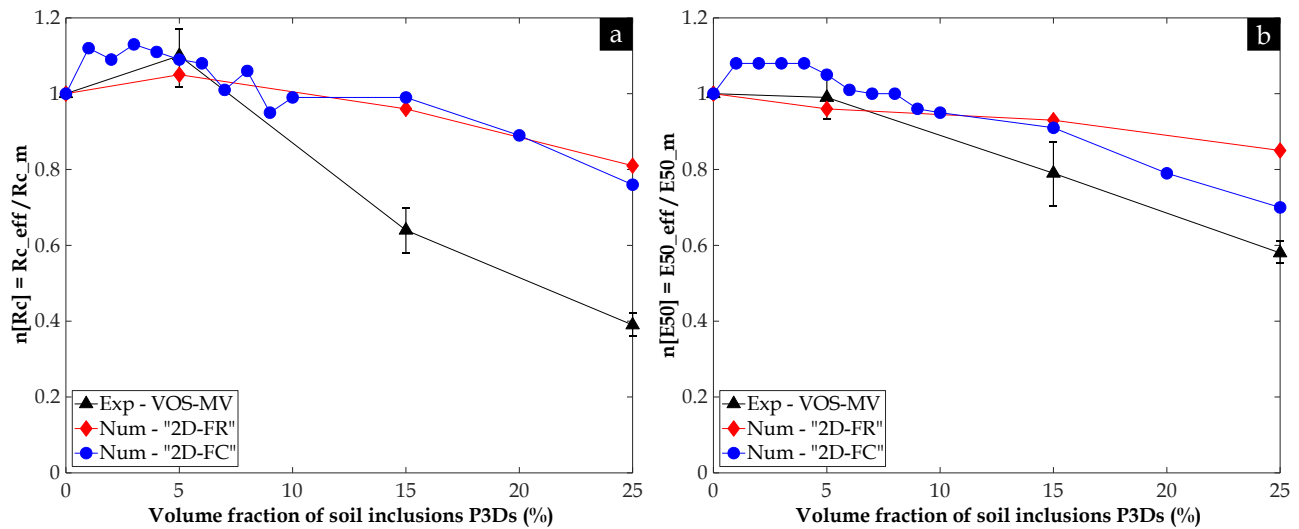 a
1.2
1
0.8
0.6
0.4
0.2
0
n[Rc] = Rc_eff / Rc_m
Exp - VOS-MV
Num - "2D-FR"
Num - "2D-FC"
0 5 10 15 20 25
Volume fraction of soil inclusions P3Ds (%)
b
1.2
1
0.8
0.6
0.4
0.2
0
n[E50] = E50_eff / E50_m
Exp - VOS-MV
Num - "2D-FR"
Num - "2D-FC"
0 5 10 15 20 25
Volume fraction of soil inclusions P3Ds (%)